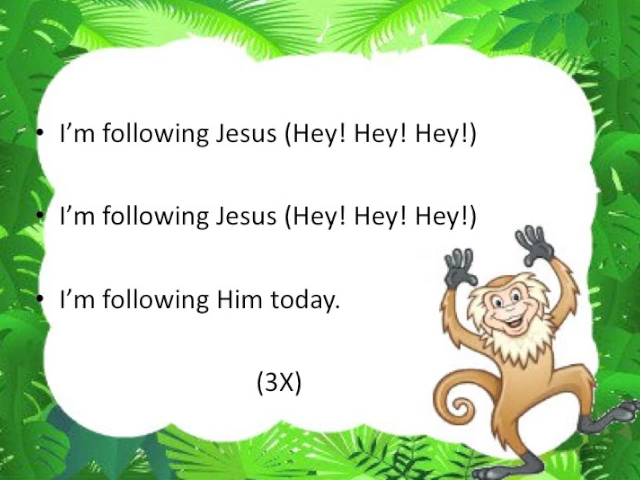 • I’m following Jesus (Hey! Hey! Hey!)
• I’m following Jesus (Hey! Hey! Hey!)
• I’m following Him today.
(3X)